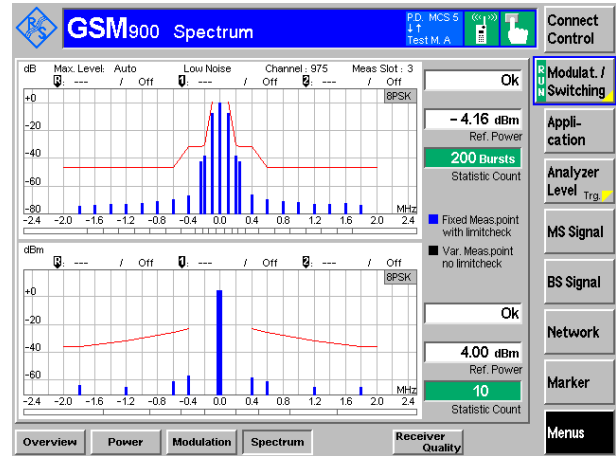 GSM900 Spectrum
P.D. MCS 5
↓↑
Test M. A
Connect
Control
dB Max. Level: Auto Low Noise Channel : 975 Meas Slot : 3
R: --- / Off 1: --- / Off 2: --- / Off
8PSK
+0
-20
-40
-60
-80
MHz
-2.4 -2.0 -1.6 -1.2 -0.8 -0.4 0.0 0.4 0.8 1.2 1.6 2.0 2.4
Ok
- 4.16 dBm
Ref. Power
200 Bursts
Statistic Count
Fixed Meas.point
with limitcheck
Var. Meas.point
no limitcheck
dBm
R: --- / Off 1: --- / Off 2: --- / Off
8PSK
+0
-20
-40
-60
MHz
-2.4 -2.0 -1.6 -1.2 -0.8 -0.4 0.0 0.4 0.8 1.2 1.6 2.0 2.4
Ok
4.00 dBm
Ref. Power
10
Statistic Count
RUN
Modulat. /
Switching
Appli-
cation
Analyzer
Level Trg.
MS Signal
BS Signal
Network
Marker
Menus
Overview Power Modulation Spectrum Receiver
Quality